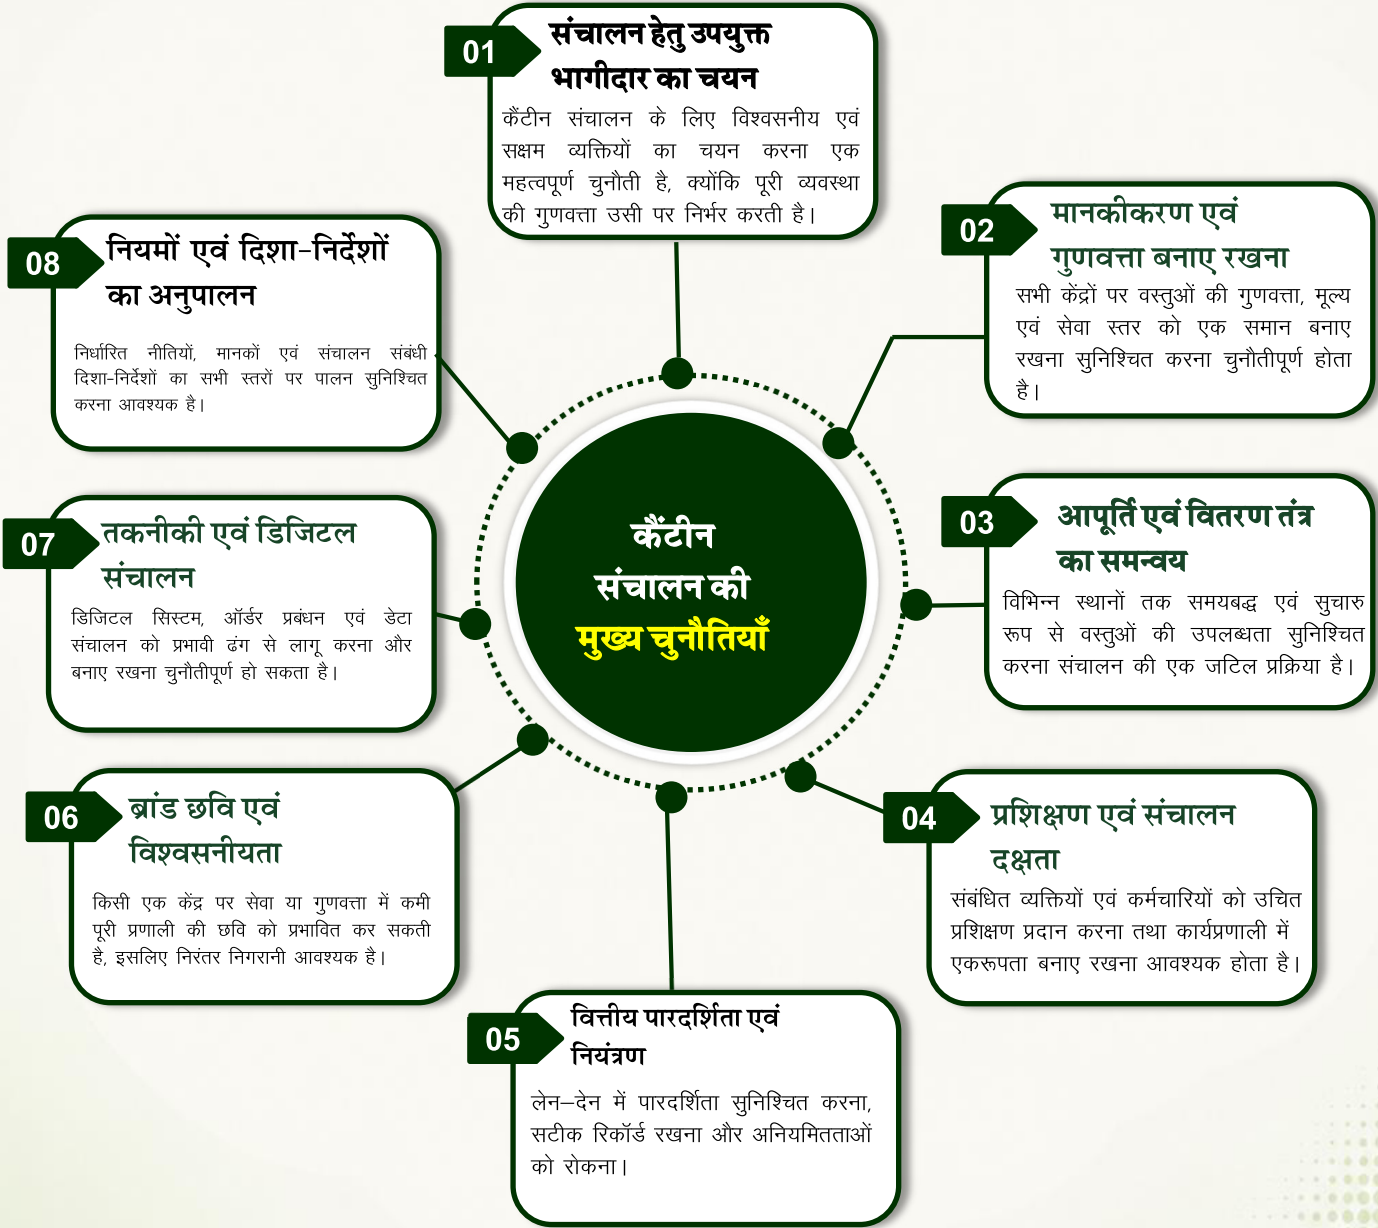 01
संचालन हेतु उपयुक्त
भागीदार का चयन
कैंटीन संचालन के लिए विश्वसनीय एवं
सक्षम व्यक्तियों का चयन करना एक
महत्वपूर्ण चुनौती है, क्योंकि पूरी व्यवस्था
की गुणवत्ता उसी पर निर्भर करती है।
02
मानकीकरण एवं
गुणवत्ता बनाए रखना
सभी केंद्रों पर वस्तुओं की गुणवत्ता, मूल्य
एवं सेवा स्तर को एक समान बनाए
रखना सुनिश्चित करना चुनौतीपूर्ण होता
है।
03
आपूर्ति एवं वितरण तंत्र
का समन्वय
विभिन्न स्थानों तक समयबद्ध एवं सुचारु
रूप से वस्तुओं की उपलब्धता सुनिश्चित
करना संचालन की एक जटिल प्रक्रिया है।
04
प्रशिक्षण एवं संचालन
दक्षता
संबंधित व्यक्तियों एवं कर्मचारियों को उचित
प्रशिक्षण प्रदान करना तथा कार्यप्रणाली में
एकरूपता बनाए रखना आवश्यक होता है।
05
वित्तीय पारदर्शिता एवं
नियंत्रण
लेन–देन में पारदर्शिता सुनिश्चित करना,
सटीक रिकॉर्ड रखना और अनियमितताओं
को रोकना।
06
ब्रांड छवि एवं
विश्वसनीयता
किसी एक केंद्र पर सेवा या गुणवत्ता में कमी
पूरी प्रणाली की छवि को प्रभावित कर सकती
है, इसलिए निरंतर निगरानी आवश्यक है।
07
तकनीकी एवं डिजिटल
संचालन
डिजिटल सिस्टम, ऑर्डर प्रबंधन एवं डेटा
संचालन को प्रभावी ढंग से लागू करना और
बनाए रखना चुनौतीपूर्ण हो सकता है।
08
नियमों एवं दिशा-निर्देशों
का अनुपालन
निर्धारित नीतियों, मानकों एवं संचालन संबंधी
दिशा-निर्देशों का सभी स्तरों पर पालन सुनिश्चित
करना आवश्यक है।
कैंटीन
संचालन की
मुख्य चुनौतियाँ